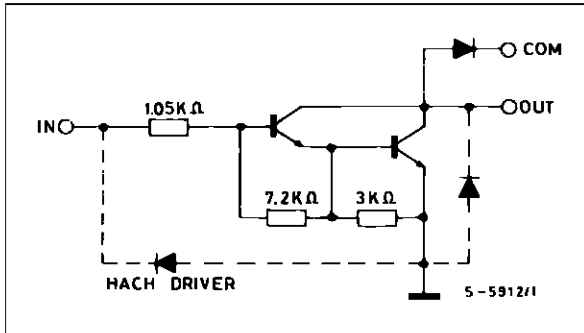 COM
1.05KΩ
OUT
IN
7.2KΩ 3KΩ
HACH DRIVER
S-5912/1